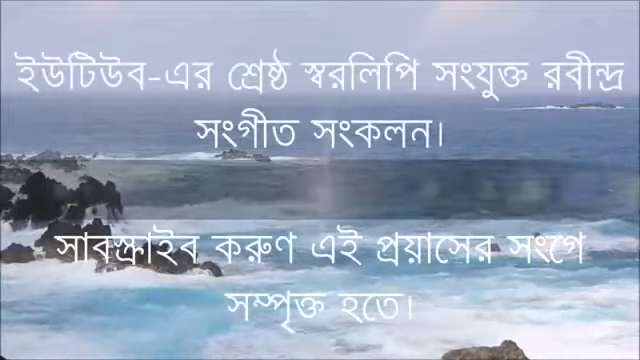 ইউটিউব-এর শ্রেষ্ঠ স্বরলিপি সংযুক্ত রবীন্দ্র
সংগীত সংকলন।
সাবস্ক্রাইব করুণ এই প্রয়াসের সংগে
সম্পৃক্ত হতে।